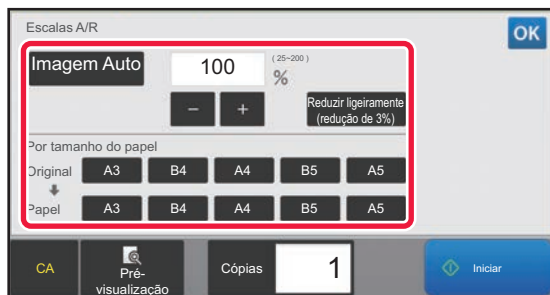 Escalas A/R
OK
Imagem Auto
100
(25~200)
%
− +
Reduzir ligeiramente
(redução de 3%)
Por tamanho do papel
Original A3 B4 A4 B5 A5
Papel A3 B4 A4 B5 A5
CA
Pré-
visualização
Cópias 1
Iniciar